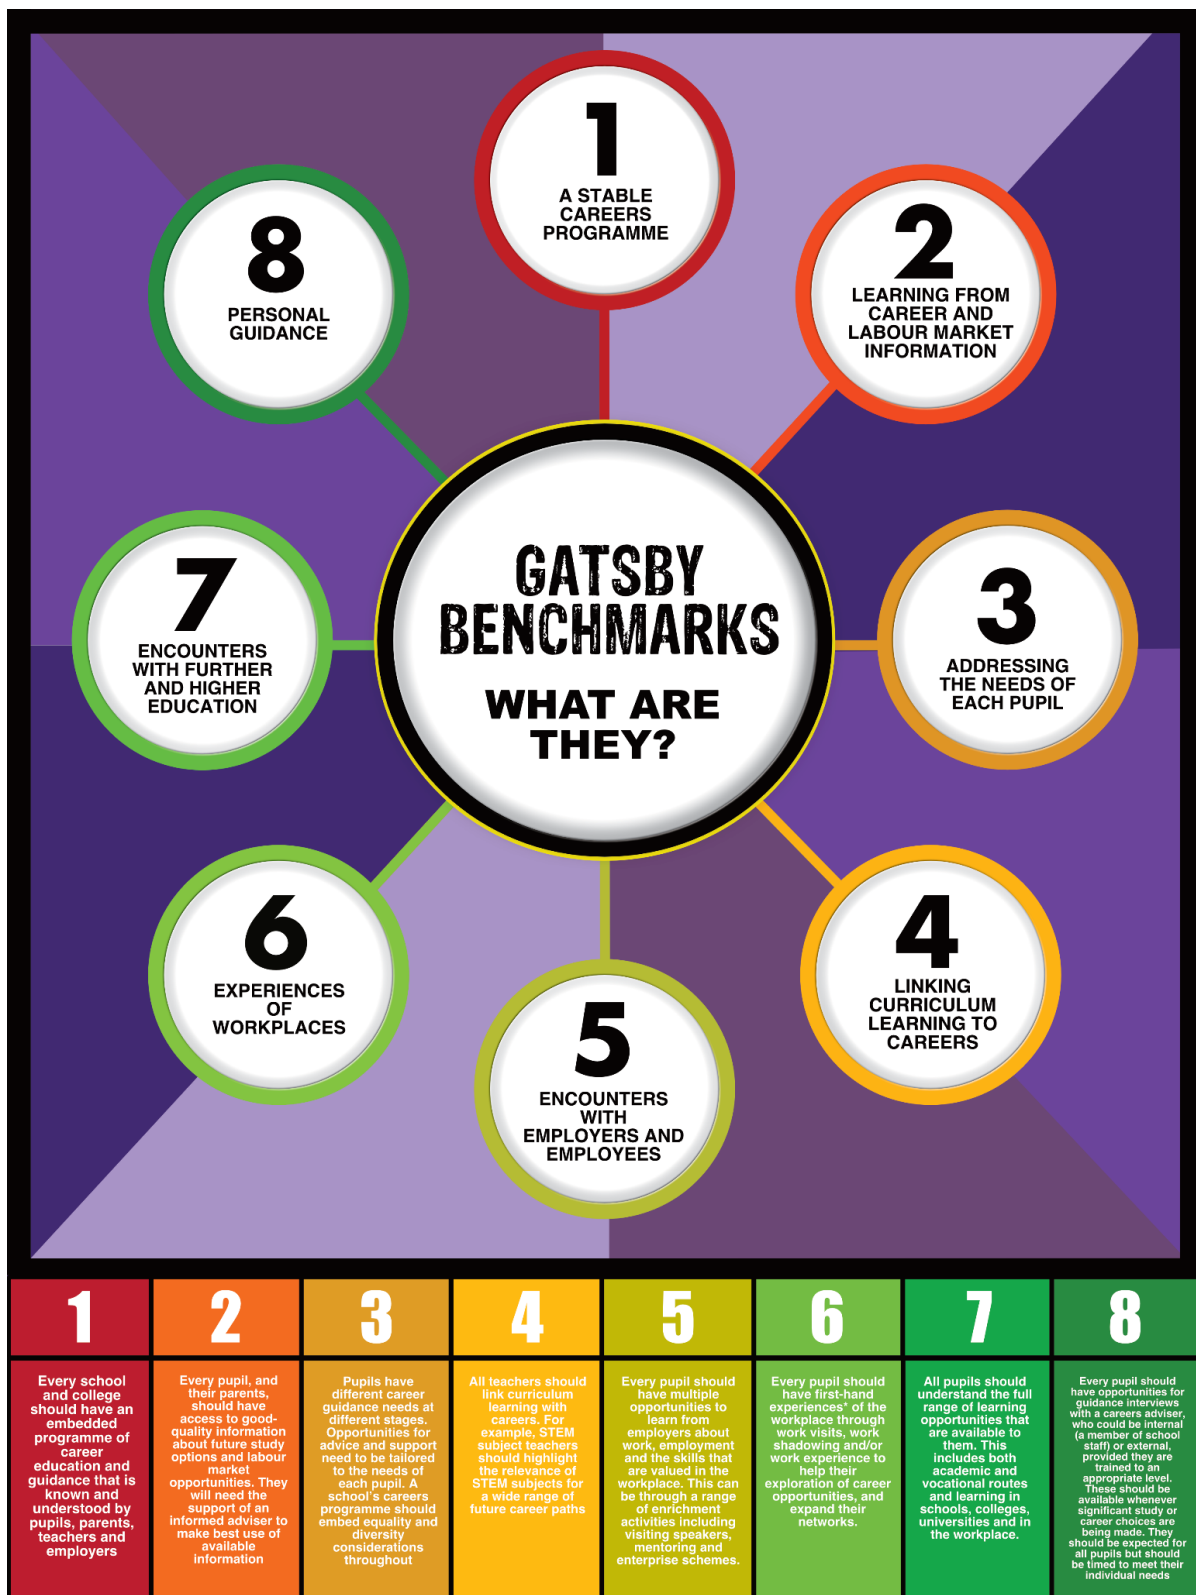 1
A STABLE
CAREERS
PROGRAMME
2
LEARNING FROM
CAREER AND
LABOUR MARKET
INFORMATION
3
ADDRESSING
THE NEEDS OF
EACH PUPIL
4
LINKING
CURRICULUM
LEARNING TO
CAREERS
5
ENCOUNTERS
WITH
EMPLOYERS AND
EMPLOYEES
6
EXPERIENCES
OF
WORKPLACES
7
ENCOUNTERS
WITH FURTHER
AND HIGHER
EDUCATION
8
PERSONAL
GUIDANCE
GATSBY
BENCHMARKS
WHAT ARE
THEY?
1
Every school
and college
should have an
embedded
programme of
career
education and
guidance that is
known and
understood by
pupils, parents,
teachers and
employers
2
Every pupil, and
their parents,
should have
access to good-
quality information
about future study
options and labour
market
opportunities. They
will need the
support of an
informed adviser to
make best use of
available
information
3
Pupils have
different career
guidance needs at
different stages.
Opportunities for
advice and support
need to be tailored
to the needs of
each pupil. A
school's careers
programme should
embed equality and
diversity
considerations
throughout
4
All teachers should
link curriculum
learning with
careers. For
example, STEM
subject teachers
should highlight
the relevance of
STEM subjects for
a wide range of
future career paths
5
Every pupil should
have multiple
opportunities to
learn from
employers about
work, employment
and the skills that
are valued in the
workplace. This can
be through a range
of enrichment
activities including
visiting speakers,
mentoring and
enterprise schemes.
6
Every pupil should
have first-hand
experiences* of the
workplace through
work visits, work
shadowing and/or
work experience to
help their
exploration of career
opportunities, and
expand their
networks.
7
All pupils should
understand the full
range of learning
opportunities that
are available to
them. This
includes both
academic and
vocational routes
and learning in
schools, colleges,
universities and in
the workplace.
8
Every pupil should
have opportunities for
guidance interviews
with a careers adviser,
who could be internal
(a member of school
staff) or external,
provided they are
trained to an
appropriate level.
These should be
available whenever
significant study or
career choices are
being made. They
should be expected for
all pupils but should
be timed to meet their
individual needs